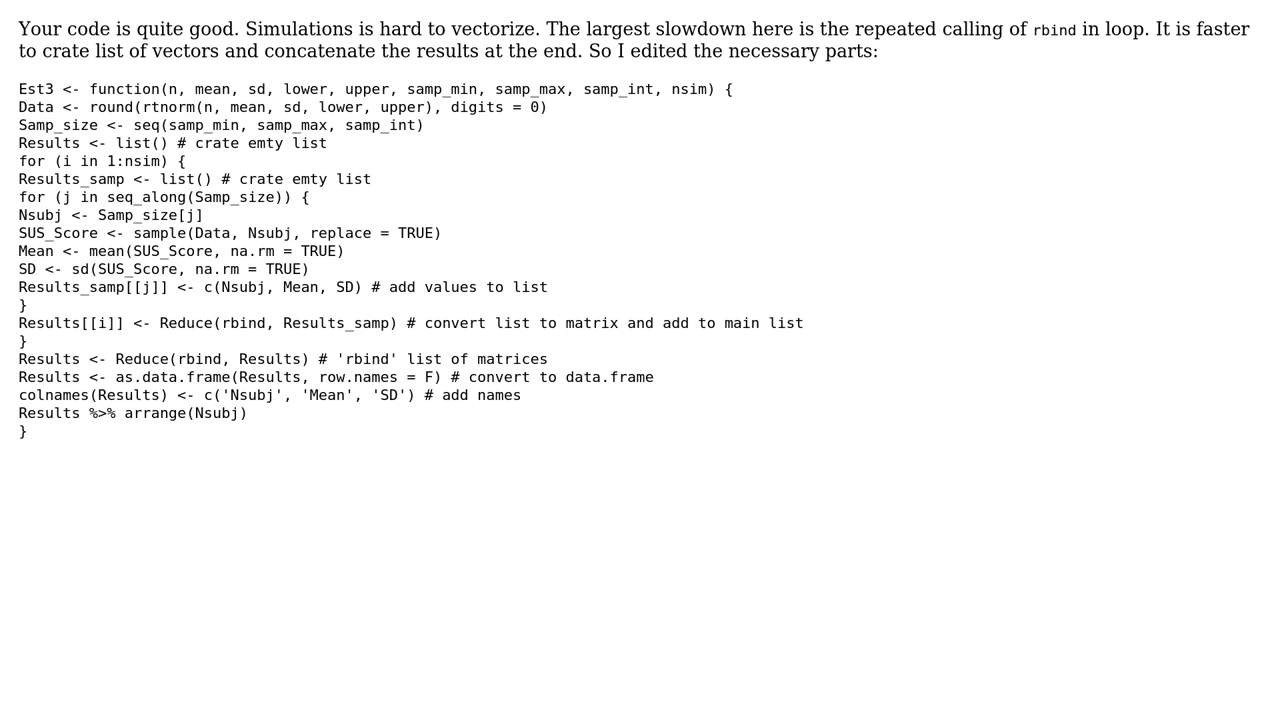 Your code is quite good. Simulations is hard to vectorize. The largest slowdown here is the repeated calling of rbind in loop. It is faster
to crate list of vectors and concatenate the results at the end. So I edited the necessary parts:
Est3 <- function(n, mean, sd, lower, upper, samp_min, samp_max, samp_int, nsim) {
Data <- round(rtnorm(n, mean, sd, lower, upper), digits = 0)
Samp_size <- seq(samp_min, samp_max, samp_int)
Results <- list() # crate emty list
for (i in 1:nsim) {
Results_samp <- list() # crate emty list
for (j in seq_along(Samp_size)) {
Nsubj <- Samp_size[j]
SUS_Score <- sample(Data, Nsubj, replace = TRUE)
Mean <- mean(SUS_Score, na.rm = TRUE)
SD <- sd(SUS_Score, na.rm = TRUE)
Results_samp[[j]] <- c(Nsubj, Mean, SD) # add values to list
}
Results[[i]] <- Reduce(rbind, Results_samp) # convert list to matrix and add to main list
}
Results <- Reduce(rbind, Results) # 'rbind' list of matrices
Results <- as.data.frame(Results, row.names = F) # convert to data.frame
colnames(Results) <- c('Nsubj', 'Mean', 'SD') # add names
Results %>% arrange(Nsubj)
}